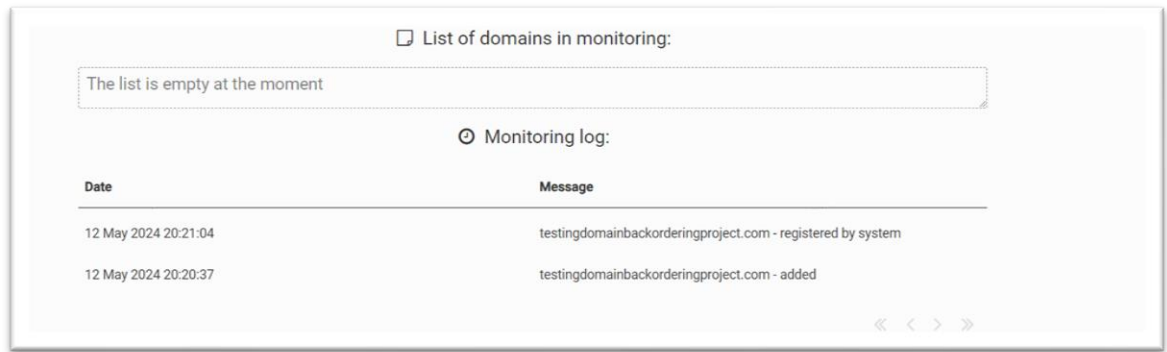 List of domains in monitoring:
The list is empty at the moment
Monitoring log:
Date Message
12 May 2024 20:21:04 testingdomainbackorderingproject.com - registered by system
12 May 2024 20:20:37 testingdomainbackorderingproject.com - added